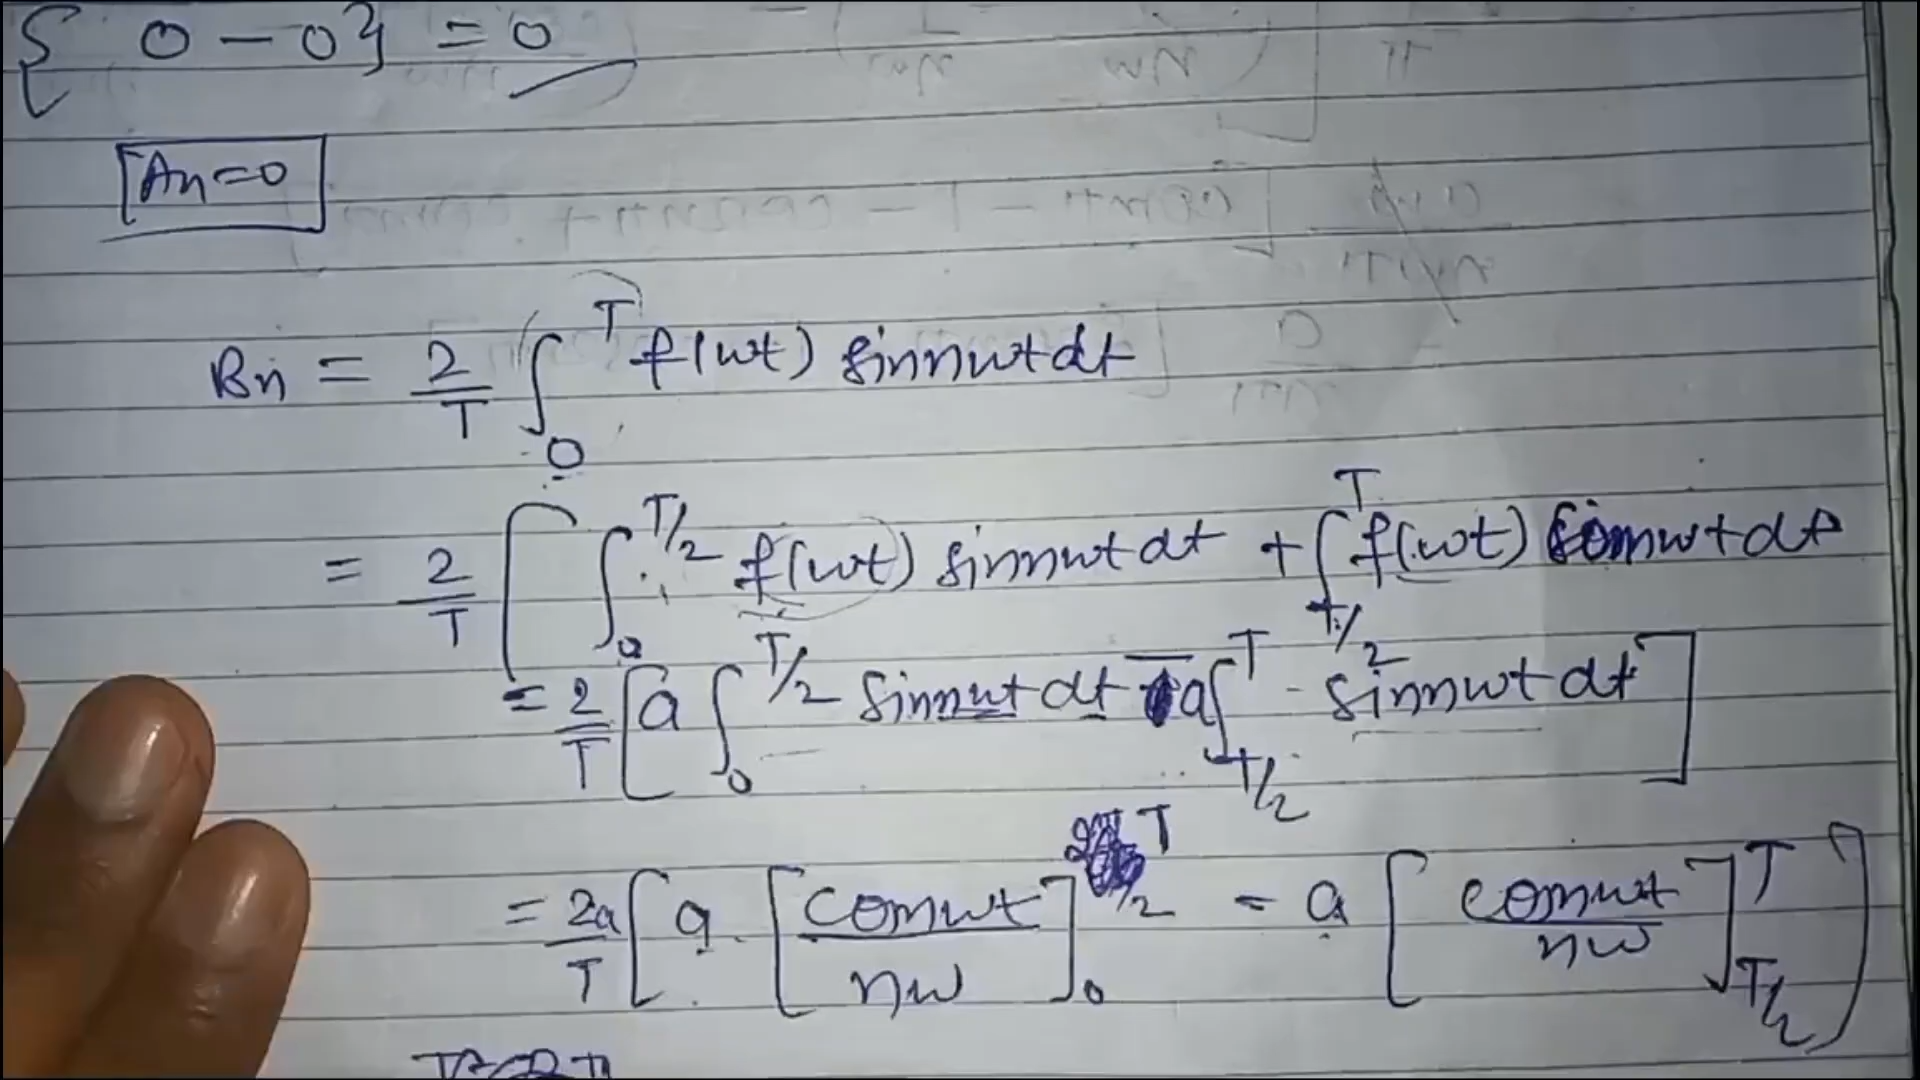 { 0 - 0} = 0
An=0
Bn = 2/T ∫₀ᵀ f(wt) sinnwt dt
= 2/T [ ∫₀^T/2 f(wt) sinnwt dt + ∫_T/2^T f(wt) sinnwt dt
= 2/T [ a ∫₀^T/2 sinnwt dt - a ∫_T/2^T - sinnwt dt ]
= 2a/T [ a . [ cosnwt / nw ]₀^T/2 - a [ cosnwt / nw ]_T/2^T )